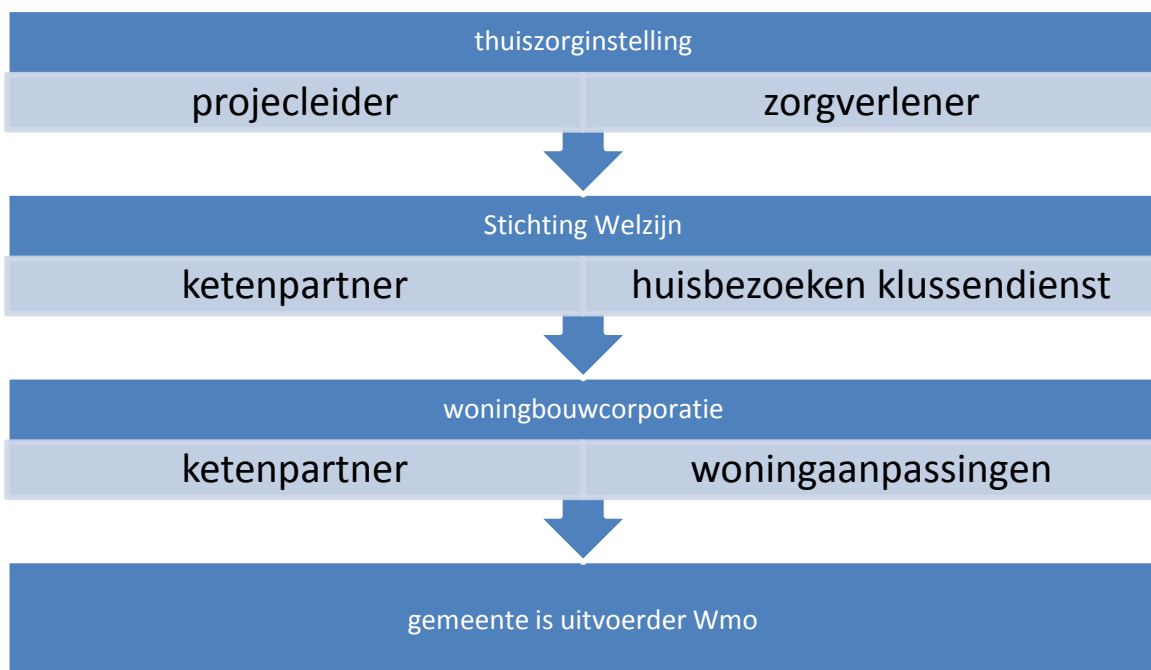 thuiszorginstelling
projecleider zorgverlener
Stichting Welzijn
ketenpartner huisbezoeken klussendienst
woningbouwcorporatie
ketenpartner woningaanpassingen
gemeente is uitvoerder Wmo